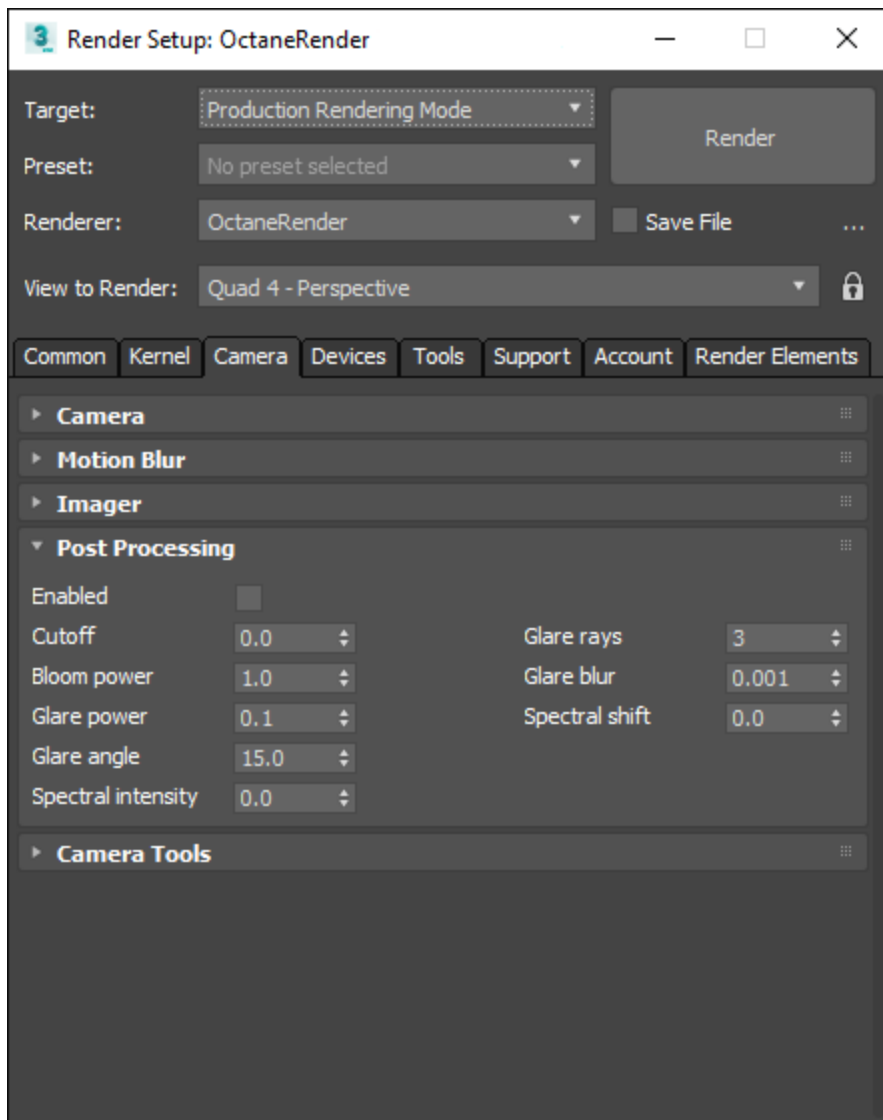 3 Render Setup: OctaneRender
Target: Production Rendering Mode
Render
Preset: No preset selected
Renderer: OctaneRender Save File ...
View to Render: Quad 4 - Perspective
Common Kernel Camera Devices Tools Support Account Render Elements
Camera
Motion Blur
Imager
Post Processing
Enabled
Cutoff 0.0 Glare rays 3
Bloom power 1.0 Glare blur 0.001
Glare power 0.1 Spectral shift 0.0
Glare angle 15.0
Spectral intensity 0.0
Camera Tools